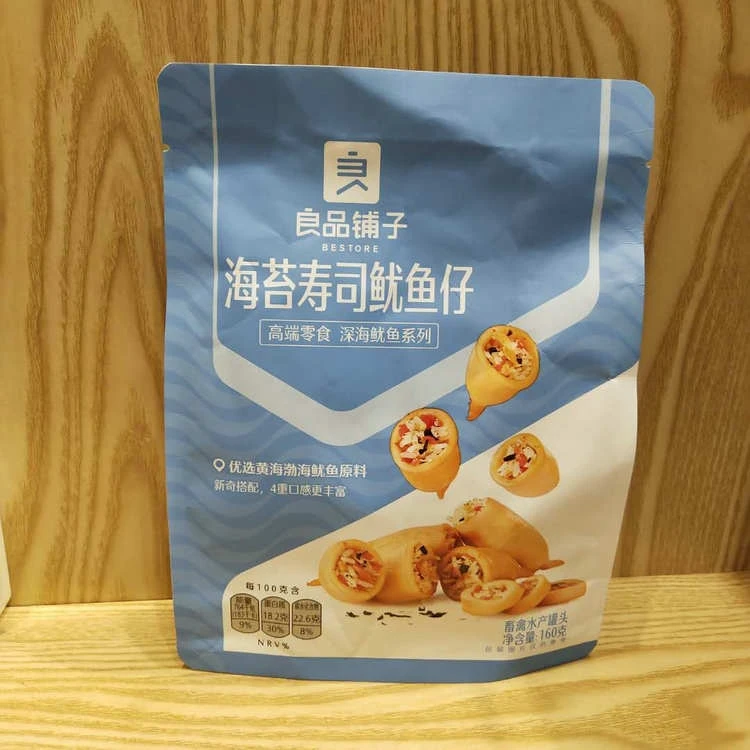 良品铺子
BESTORE
海苔寿司鱿鱼仔
高端零食 深海鱿鱼系列
优选黄海渤海鱿鱼原料
新奇搭配，4重口感更丰富
每100克含
能量 蛋白质 碳水化合物
18.2克 22.6克
9% 30% 8%
NRV%
畜禽水产罐头
净含量:160克